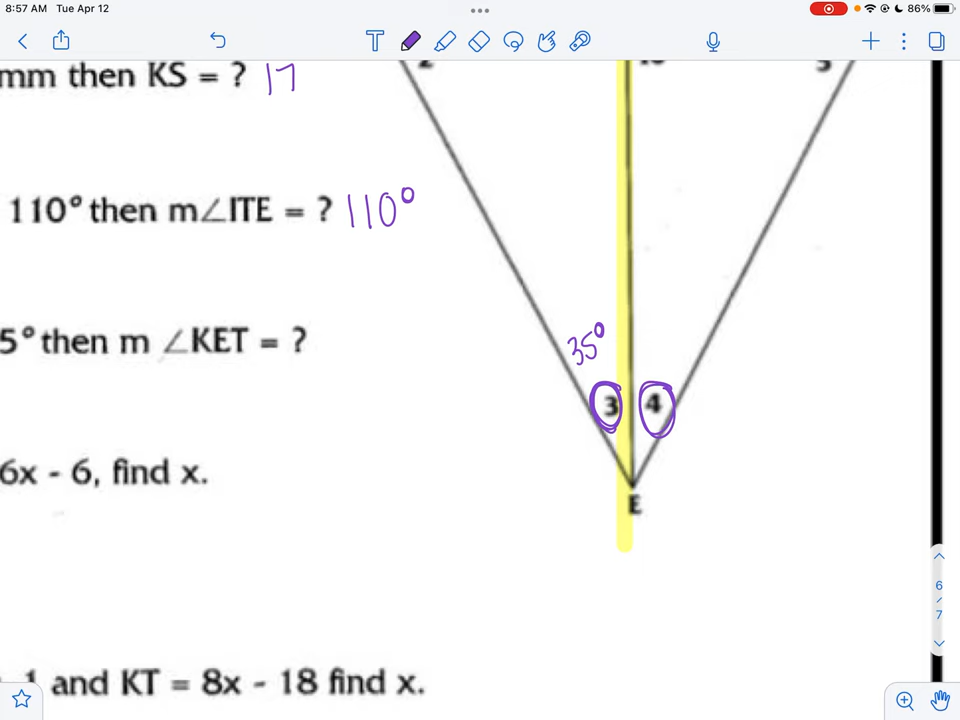 8:57 AM Tue Apr 12
86%
T
mm then KS = ? 17
110° then m∠ITE = ? 110°
5° then m ∠KET = ?
35°
3 4
6x - 6, find x.
E
6
/
7
1 and KT = 8x - 18 find x.